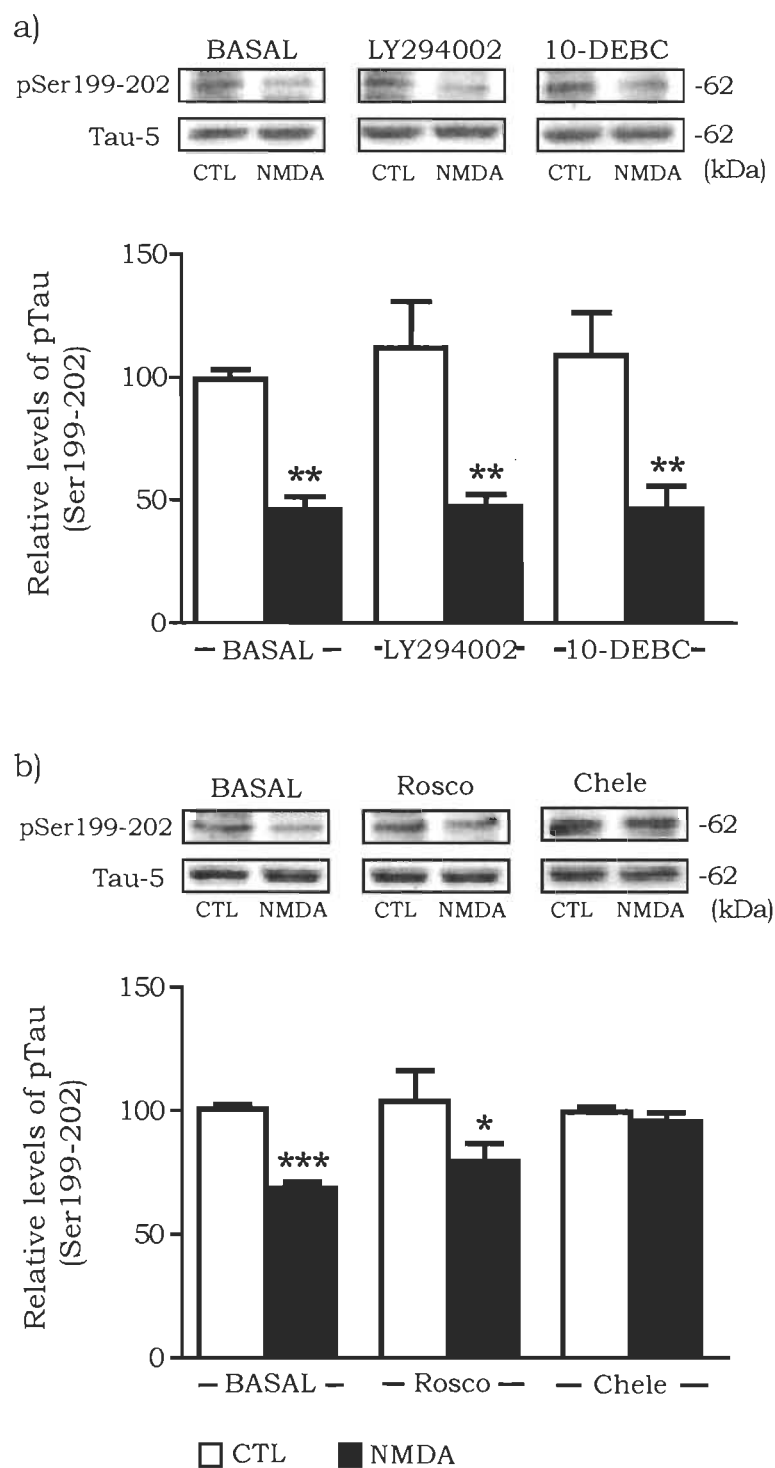 a)
BASAL LY294002 10-DEBC
pSer199-202 -62
Tau-5 -62
CTL NMDA CTL NMDA CTL NMDA (kDa)
Relative levels of pTau
(Ser199-202)
150
100
50
0
** ** **
BASAL LY294002 10-DEBC
b)
BASAL Rosco Chele
pSer199-202 -62
Tau-5 -62
CTL NMDA CTL NMDA CTL NMDA (kDa)
Relative levels of pTau
(Ser199-202)
150
100
50
0
*** *
BASAL Rosco Chele
CTL NMDA